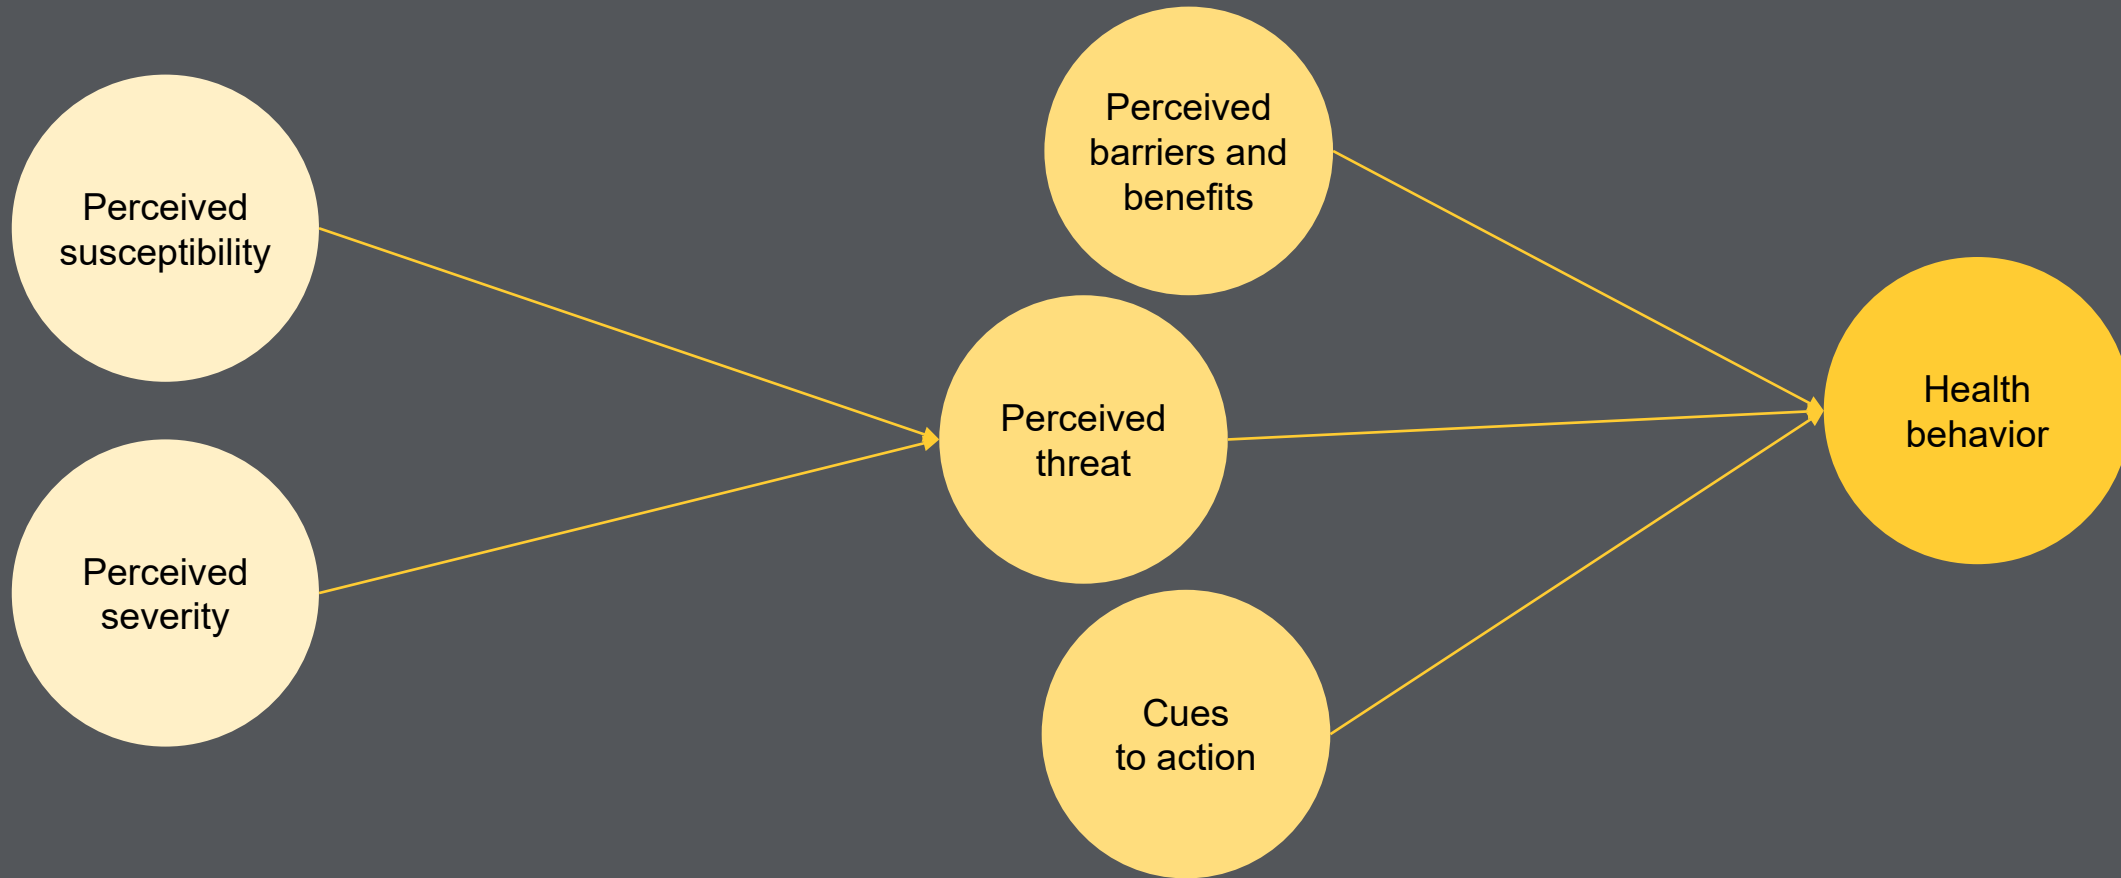 Perceived
susceptibility
Perceived
severity
Perceived
barriers and
benefits
Perceived
threat
Cues
to action
Health
behavior